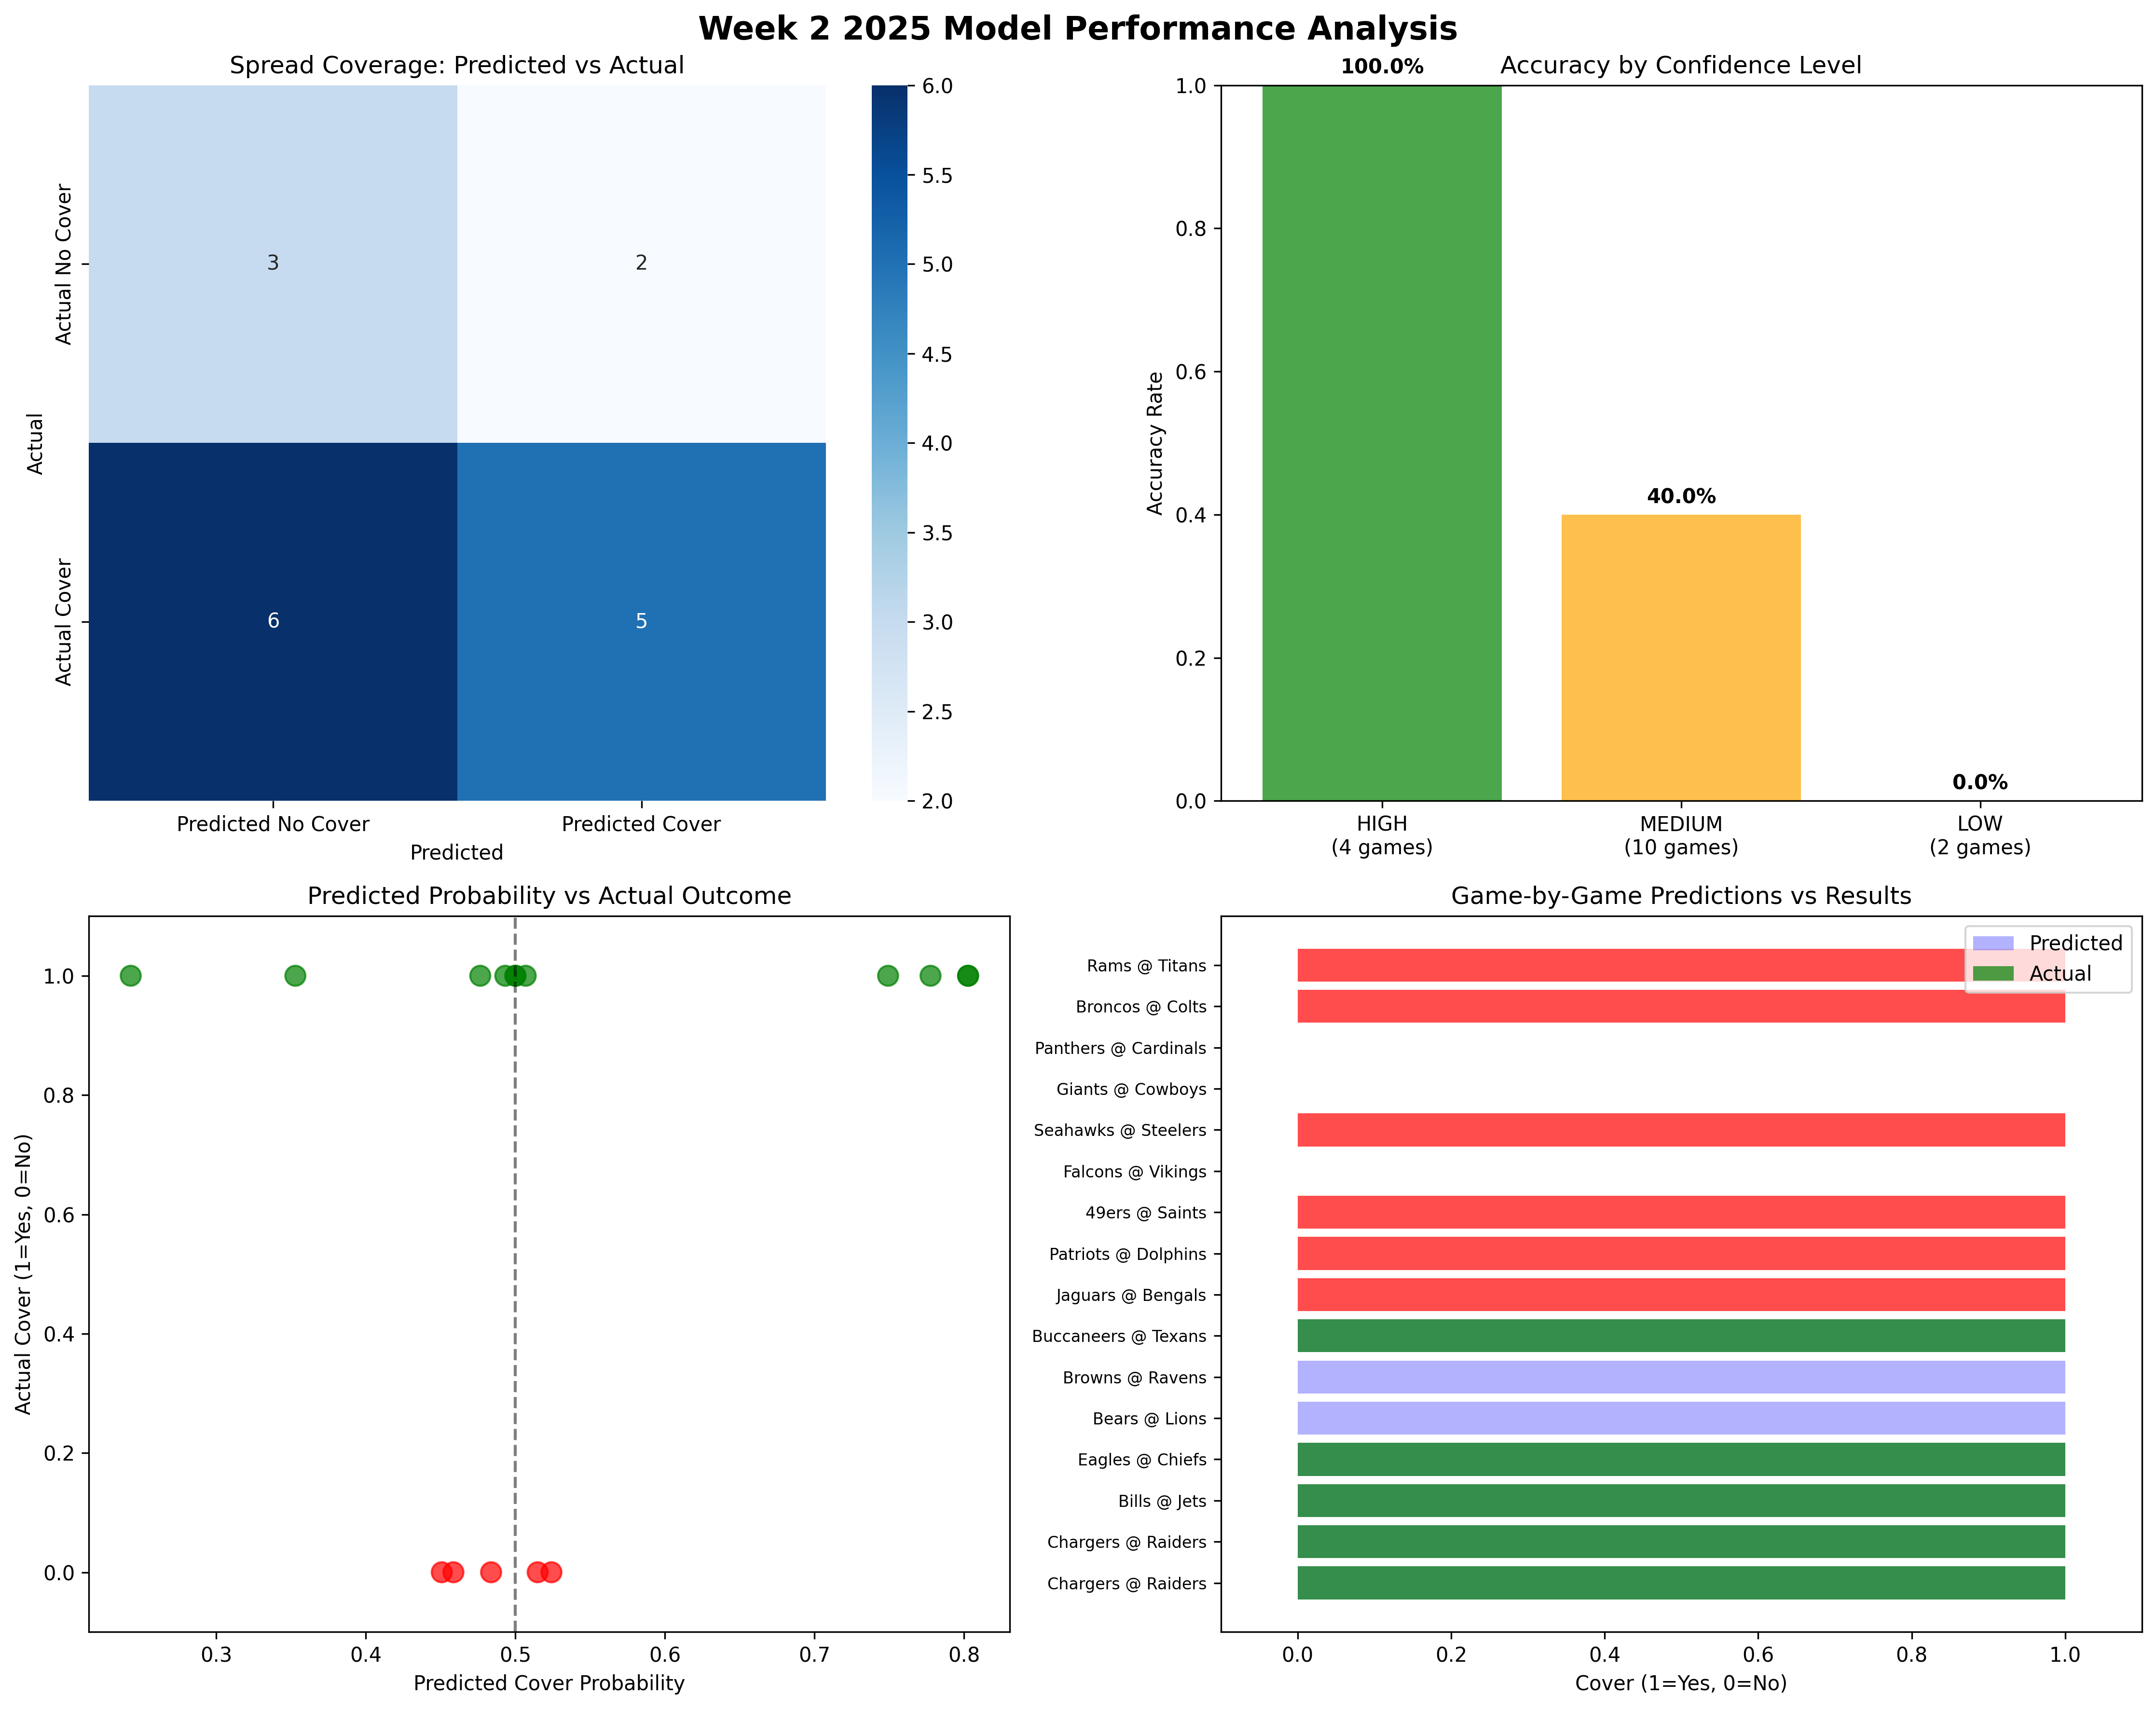 Week 2 2025 Model Performance Analysis
Spread Coverage: Predicted vs Actual
Actual
Actual No Cover
Actual Cover
3
2
6
5
Predicted No Cover
Predicted Cover
Predicted
6.0
5.5
5.0
4.5
4.0
3.5
3.0
2.5
2.0
Accuracy by Confidence Level
Accuracy Rate
1.0
0.8
0.6
0.4
0.2
0.0
100.0%
40.0%
0.0%
HIGH
(4 games)
MEDIUM
(10 games)
LOW
(2 games)
Predicted Probability vs Actual Outcome
Actual Cover (1=Yes, 0=No)
1.0
0.8
0.6
0.4
0.2
0.0
0.3
0.4
0.5
0.6
0.7
0.8
Predicted Cover Probability
Game-by-Game Predictions vs Results
Predicted
Actual
Rams @ Titans
Broncos @ Colts
Panthers @ Cardinals
Giants @ Cowboys
Seahawks @ Steelers
Falcons @ Vikings
49ers @ Saints
Patriots @ Dolphins
Jaguars @ Bengals
Buccaneers @ Texans
Browns @ Ravens
Bears @ Lions
Eagles @ Chiefs
Bills @ Jets
Chargers @ Raiders
Chargers @ Raiders
0.0
0.2
0.4
0.6
0.8
1.0
Cover (1=Yes, 0=No)